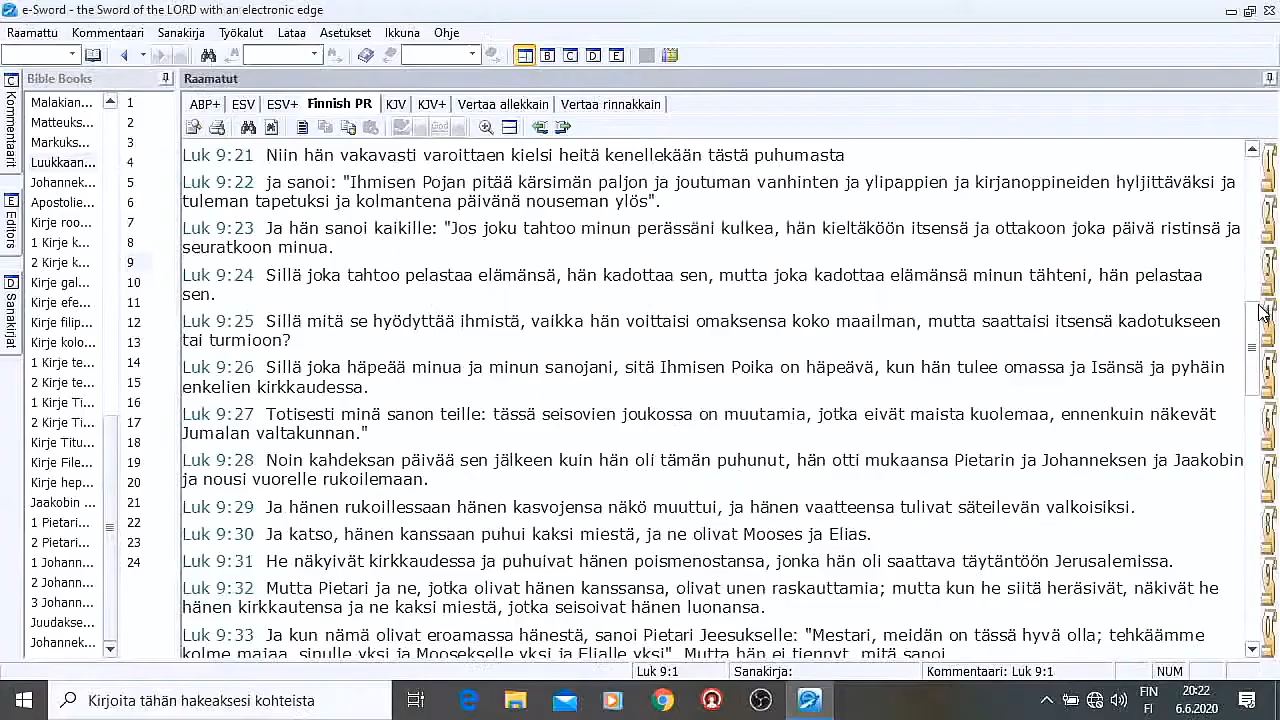 e-Sword - the Sword of the LORD with an electronic edge
Raamattu Kommentaari Sanakirja Työkalut Lataa Asetukset Ikkuna Ohje
B C D E
Bible Books
Raamatut
C Kommentaarit
E Editors
D Sanakirjat
ABP+ ESV ESV+ Finnish PR KJV KJV+ Vertaa allekkain Vertaa rinnakkain
Malakian... 1
Matteuks... 2
Markuks... 3
Luukkaan... 4
Johannek... 5
Apostolie... 6
Kirje roo... 7
1 Kirje k... 8
2 Kirje k... 9
Kirje gal... 10
Kirje efe... 11
Kirje filip... 12
Kirje kolo... 13
1 Kirje te... 14
2 Kirje te... 15
1 Kirje Ti... 16
2 Kirje Ti... 17
Kirje Titu... 18
Kirje File... 19
Kirje hep... 20
Jaakobin ... 21
1 Pietari... 22
2 Pietari... 23
1 Johann... 24
2 Johann...
3 Johann...
Juudakse...
Johannek...
Luk 9:21 Niin hän vakavasti varoittaen kielsi heitä kenellekään tästä puhumasta
Luk 9:22 ja sanoi: "Ihmisen Pojan pitää kärsimän paljon ja joutuman vanhinten ja ylipappien ja kirjanoppineiden hyljittäväksi ja
tuleman tapetuksi ja kolmantena päivänä nouseman ylös".
Luk 9:23 Ja hän sanoi kaikille: "Jos joku tahtoo minun perässäni kulkea, hän kieltäköön itsensä ja ottakoon joka päivä ristinsä ja
seuratkoon minua.
Luk 9:24 Sillä joka tahtoo pelastaa elämänsä, hän kadottaa sen, mutta joka kadottaa elämänsä minun tähteni, hän pelastaa
sen.
Luk 9:25 Sillä mitä se hyödyttää ihmistä, vaikka hän voittaisi omaksensa koko maailman, mutta saattaisi itsensä kadotukseen
tai turmioon?
Luk 9:26 Sillä joka häpeää minua ja minun sanojani, sitä Ihmisen Poika on häpeävä, kun hän tulee omassa ja Isänsä ja pyhäin
enkelien kirkkaudessa.
Luk 9:27 Totisesti minä sanon teille: tässä seisovien joukossa on muutamia, jotka eivät maista kuolemaa, ennenkuin näkevät
Jumalan valtakunnan."
Luk 9:28 Noin kahdeksan päivää sen jälkeen kuin hän oli tämän puhunut, hän otti mukaansa Pietarin ja Johanneksen ja Jaakobin
ja nousi vuorelle rukoilemaan.
Luk 9:29 Ja hänen rukoillessaan hänen kasvojensa näkö muuttui, ja hänen vaatteensa tulivat säteilevän valkoisiksi.
Luk 9:30 Ja katso, hänen kanssaan puhui kaksi miestä, ja ne olivat Mooses ja Elias.
Luk 9:31 He näkyivät kirkkaudessa ja puhuivat hänen poismenostansa, jonka hän oli saattava täytäntöön Jerusalemissa.
Luk 9:32 Mutta Pietari ja ne, jotka olivat hänen kanssansa, olivat unen raskauttamia; mutta kun he siitä heräsivät, näkivät he
hänen kirkkautensa ja ne kaksi miestä, jotka seisoivat hänen luonansa.
Luk 9:33 Ja kun nämä olivat eroamassa hänestä, sanoi Pietari Jeesukselle: "Mestari, meidän on tässä hyvä olla; tehkäämme
kolme majaa, sinulle yksi ja Moosekselle yksi ja Elialle yksi". Mutta hän ei tiennyt, mitä sanoi.
Luk 9:1 Sanakirja: Kommentaari: Luk 9:1 NUM
Kirjoita tähän hakeaksesi kohteista
FIN 20:22
FI 6.6.2020